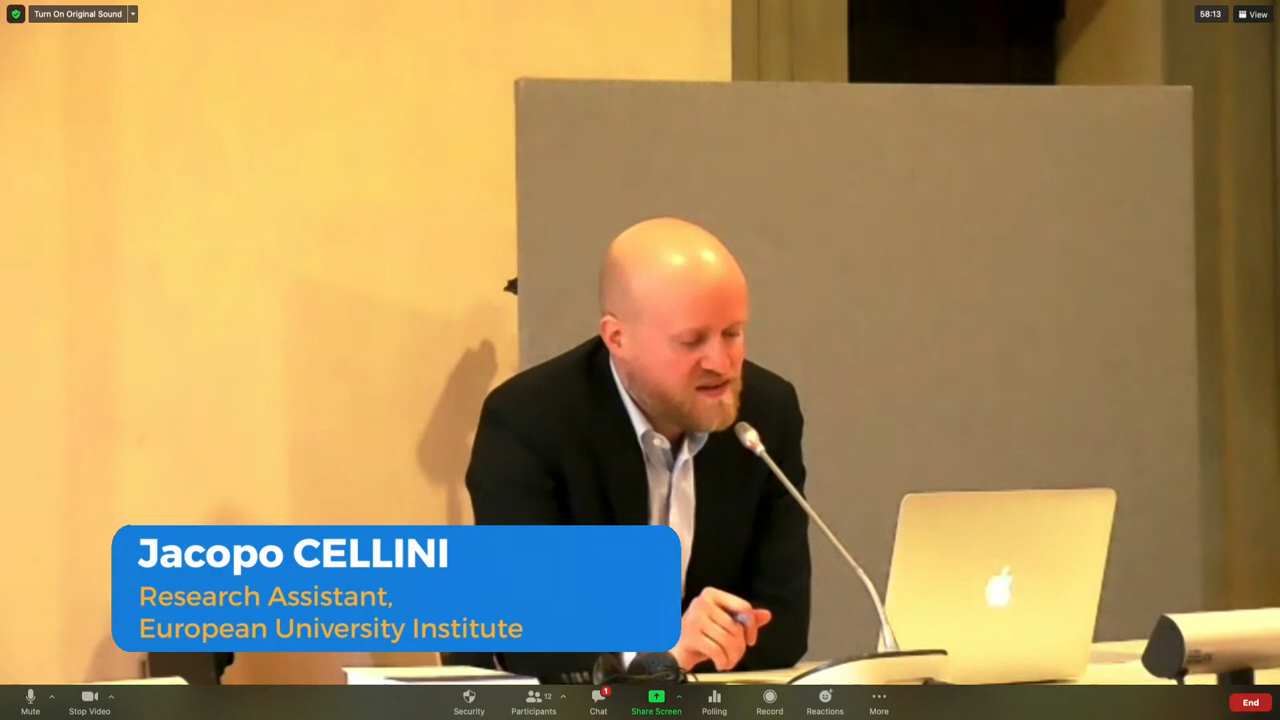 Turn On Original Sound
58:13
View
Jacopo CELLINI
Research Assistant,
European University Institute
Mute
Stop Video
Security
Participants
12
Chat
1
Share Screen
Polling
Record
Reactions
More
End